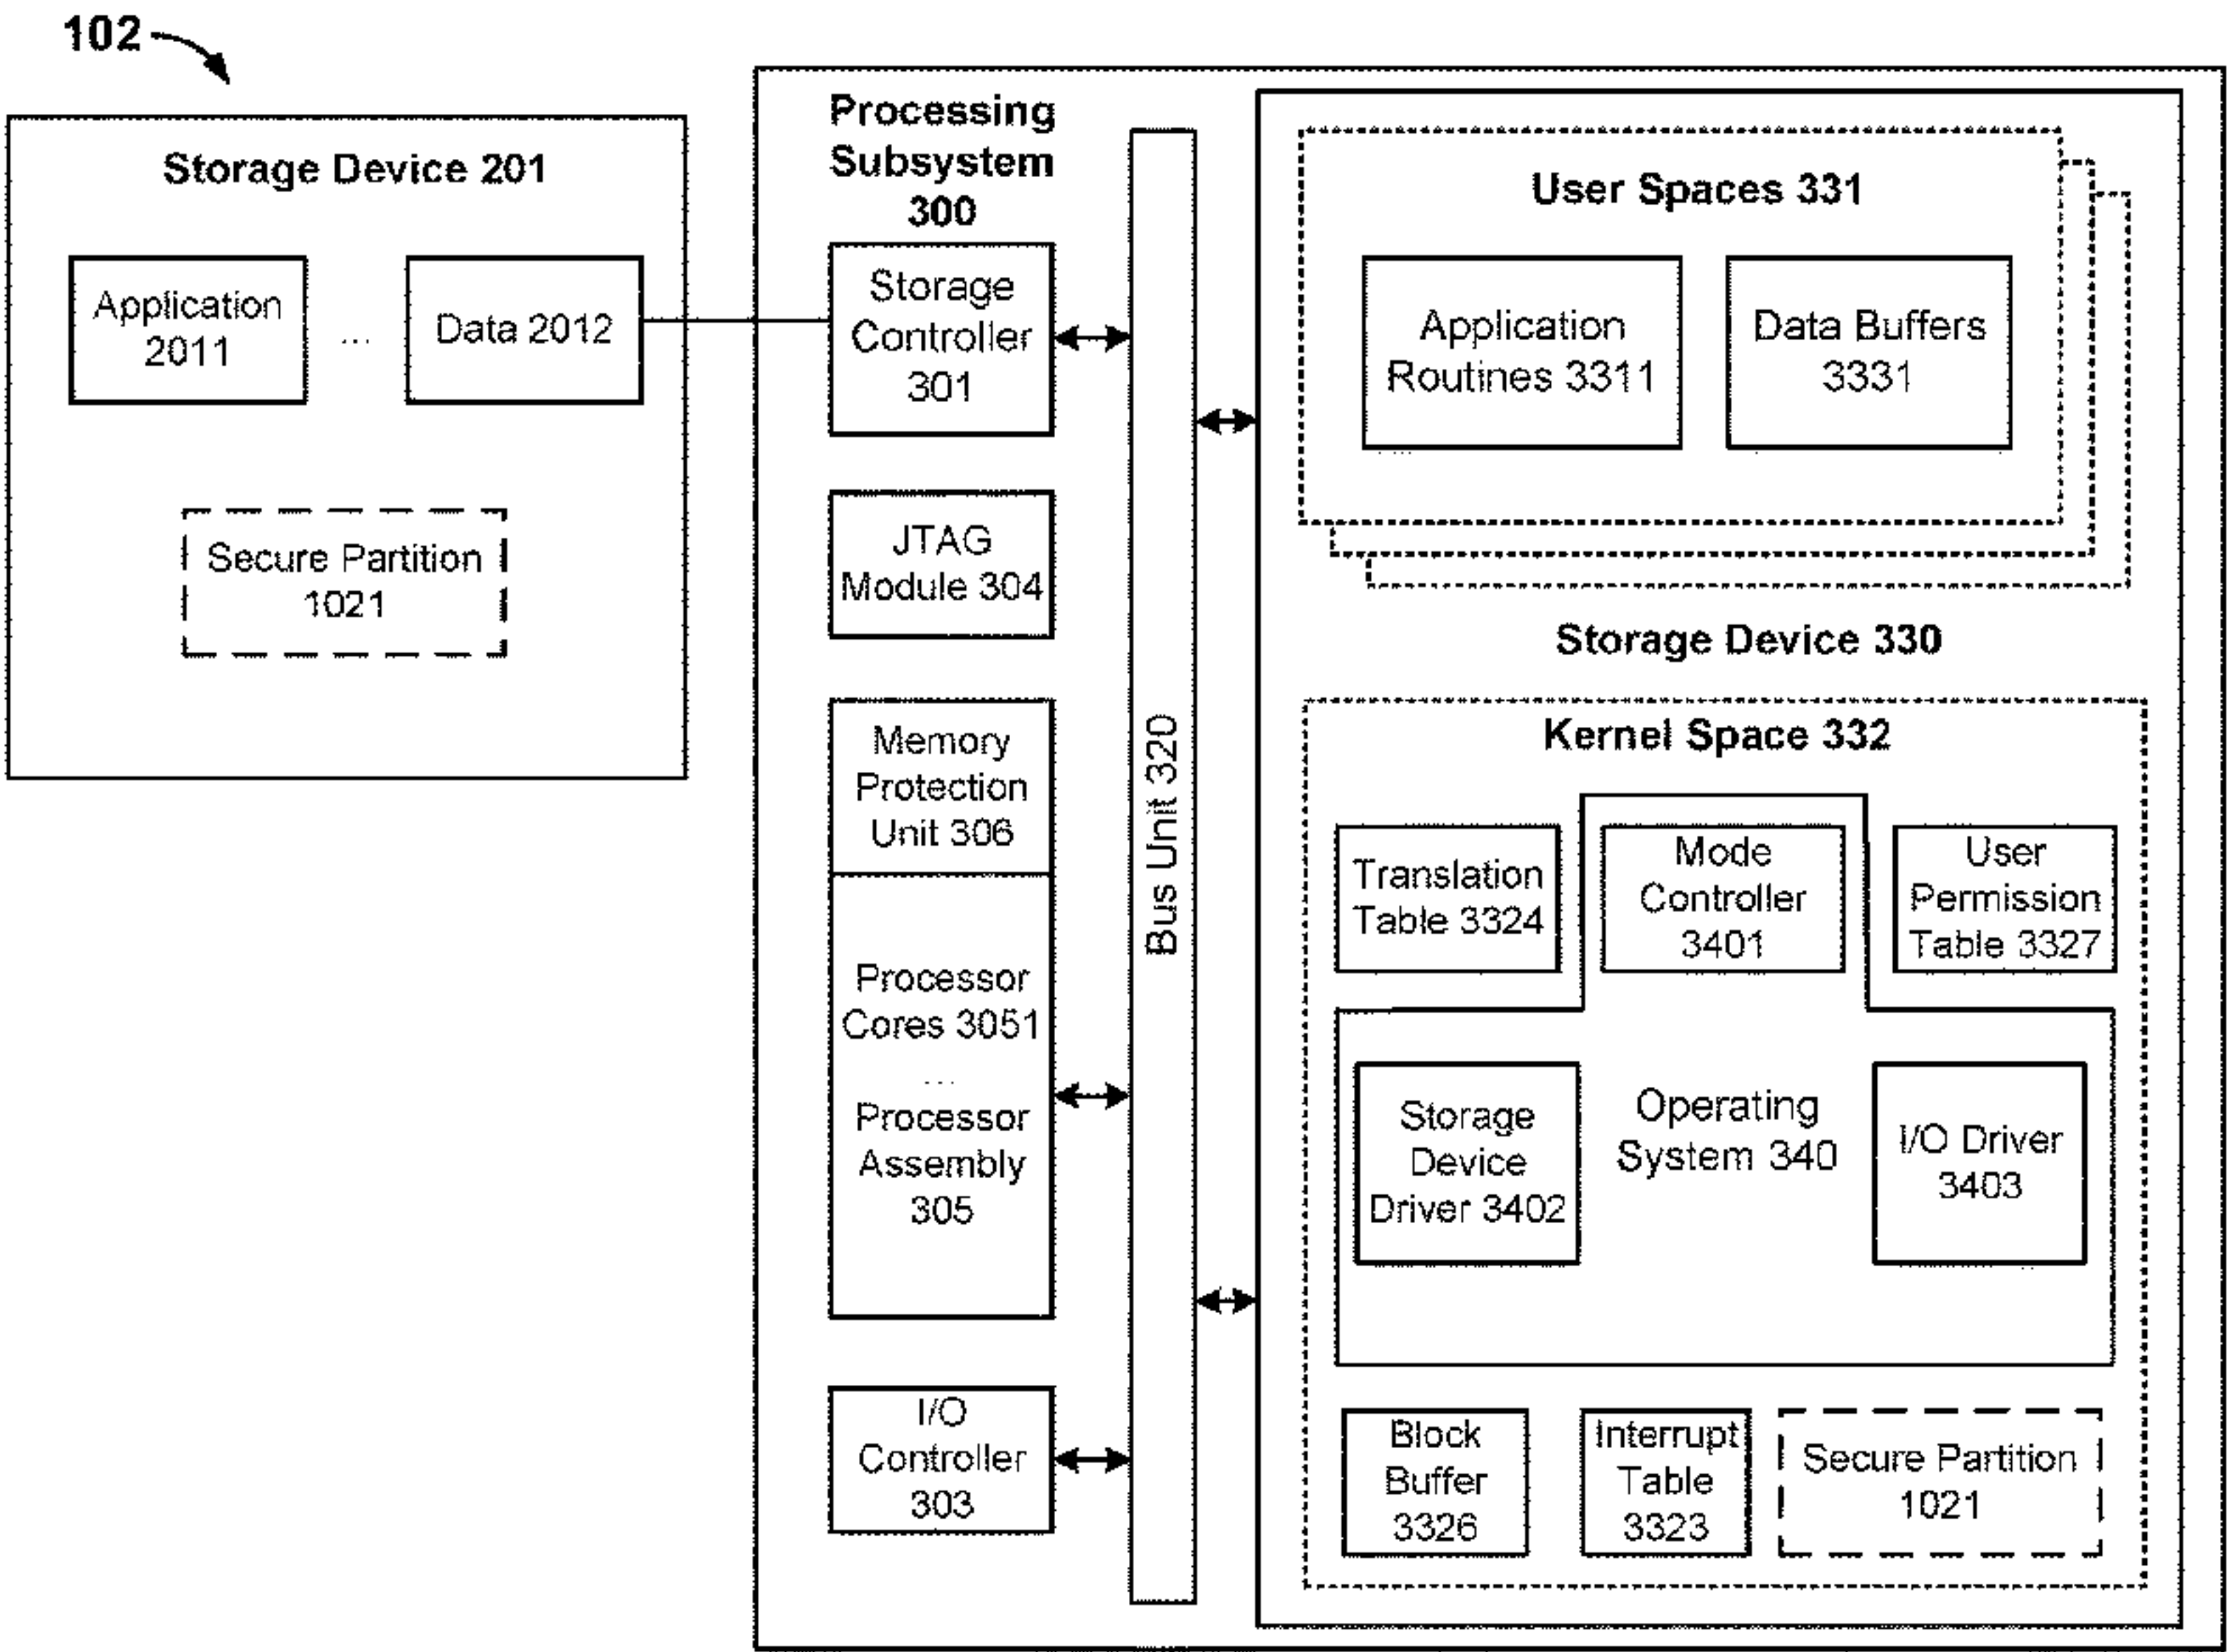 102
Storage Device 201
Application
2011
...
Data 2012
Secure Partition
1021
Processing
Subsystem
300
Storage
Controller
301
JTAG
Module 304
Memory
Protection
Unit 306
Processor
Cores 3051
...
Processor
Assembly
305
I/O
Controller
303
Bus Unit 320
User Spaces 331
Application
Routines 3311
Data Buffers
3331
Storage Device 330
Kernel Space 332
Translation
Table 3324
Mode
Controller
3401
User
Permission
Table 3327
Storage
Device
Driver 3402
Operating
System 340
I/O Driver
3403
Block
Buffer
3326
Interrupt
Table
3323
Secure Partition
1021